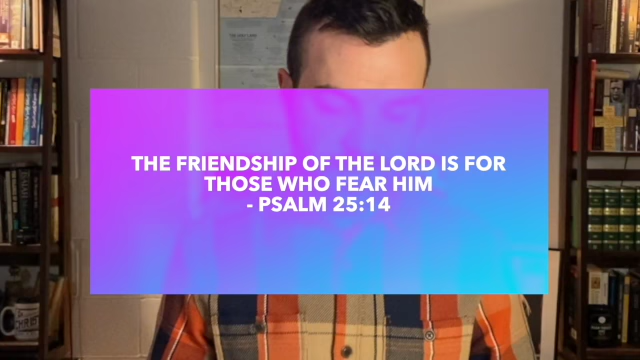 THE FRIENDSHIP OF THE LORD IS FOR
THOSE WHO FEAR HIM
- PSALM 25:14